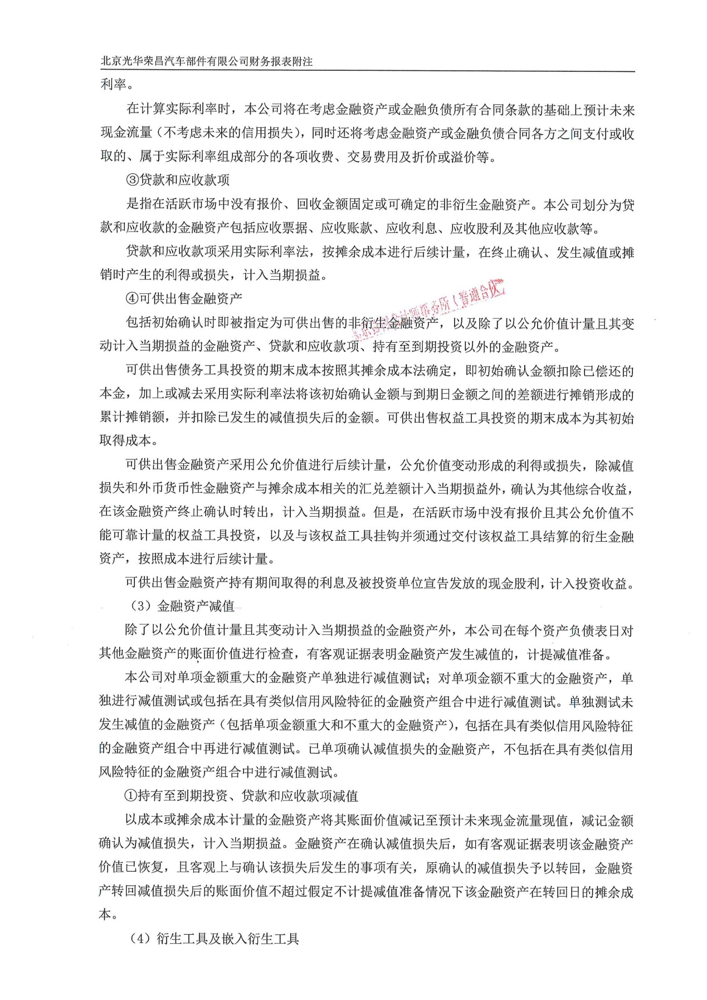 北京光华荣昌汽车部件有限公司财务报表附注
利率。
在计算实际利率时，本公司将在考虑金融资产或金融负债所有合同条款的基础上预计未来
现金流量（不考虑未来的信用损失），同时还将考虑金融资产或金融负债合同各方之间支付或收
取的、属于实际利率组成部分的各项收费、交易费用及折价或溢价等。
③贷款和应收款项
是指在活跃市场中没有报价、回收金额固定或可确定的非衍生金融资产。本公司划分为贷
款和应收款的金融资产包括应收票据、应收账款、应收利息、应收股利及其他应收款等。
贷款和应收款项采用实际利率法，按摊余成本进行后续计量，在终止确认、发生减值或摊
销时产生的利得或损失，计入当期损益。
④可供出售金融资产
师事务所（普通合伙）
包括初始确认时即被指定为可供出售的非衍生金融资产，以及除了以公允价值计量且其变
动计入当期损益的金融资产、贷款和应收款项、持有至到期投资以外的金融资产。
可供出售债务工具投资的期末成本按照其摊余成本法确定，即初始确认金额扣除已偿还的
本金，加上或减去采用实际利率法将该初始确认金额与到期日金额之间的差额进行摊销形成的
累计摊销额，并扣除已发生的减值损失后的金额。可供出售权益工具投资的期末成本为其初始
取得成本。
可供出售金融资产采用公允价值进行后续计量，公允价值变动形成的利得或损失，除减值
损失和外币货币性金融资产与摊余成本相关的汇兑差额计入当期损益外，确认为其他综合收益，
在该金融资产终止确认时转出，计入当期损益。但是，在活跃市场中没有报价且其公允价值不
能可靠计量的权益工具投资，以及与该权益工具挂钩并须通过交付该权益工具结算的衍生金融
资产，按照成本进行后续计量。
可供出售金融资产持有期间取得的利息及被投资单位宣告发放的现金股利，计入投资收益。
（3）金融资产减值
除了以公允价值计量且其变动计入当期损益的金融资产外，本公司在每个资产负债表日对
其他金融资产的账面价值进行检查，有客观证据表明金融资产发生减值的，计提减值准备。
本公司对单项金额重大的金融资产单独进行减值测试；对单项金额不重大的金融资产，单
独进行减值测试或包括在具有类似信用风险特征的金融资产组合中进行减值测试。单独测试未
发生减值的金融资产（包括单项金额重大和不重大的金融资产），包括在具有类似信用风险特征
的金融资产组合中再进行减值测试。已单项确认减值损失的金融资产，不包括在具有类似信用
风险特征的金融资产组合中进行减值测试。
①持有至到期投资、贷款和应收款项减值
以成本或摊余成本计量的金融资产将其账面价值减记至预计未来现金流量现值，减记金额
确认为减值损失，计入当期损益。金融资产在确认减值损失后，如有客观证据表明该金融资产
价值已恢复，且客观上与确认该损失后发生的事项有关，原确认的减值损失予以转回，金融资
产转回减值损失后的账面价值不超过假定不计提减值准备情况下该金融资产在转回日的摊余成
本。
（4）衍生工具及嵌入衍生工具